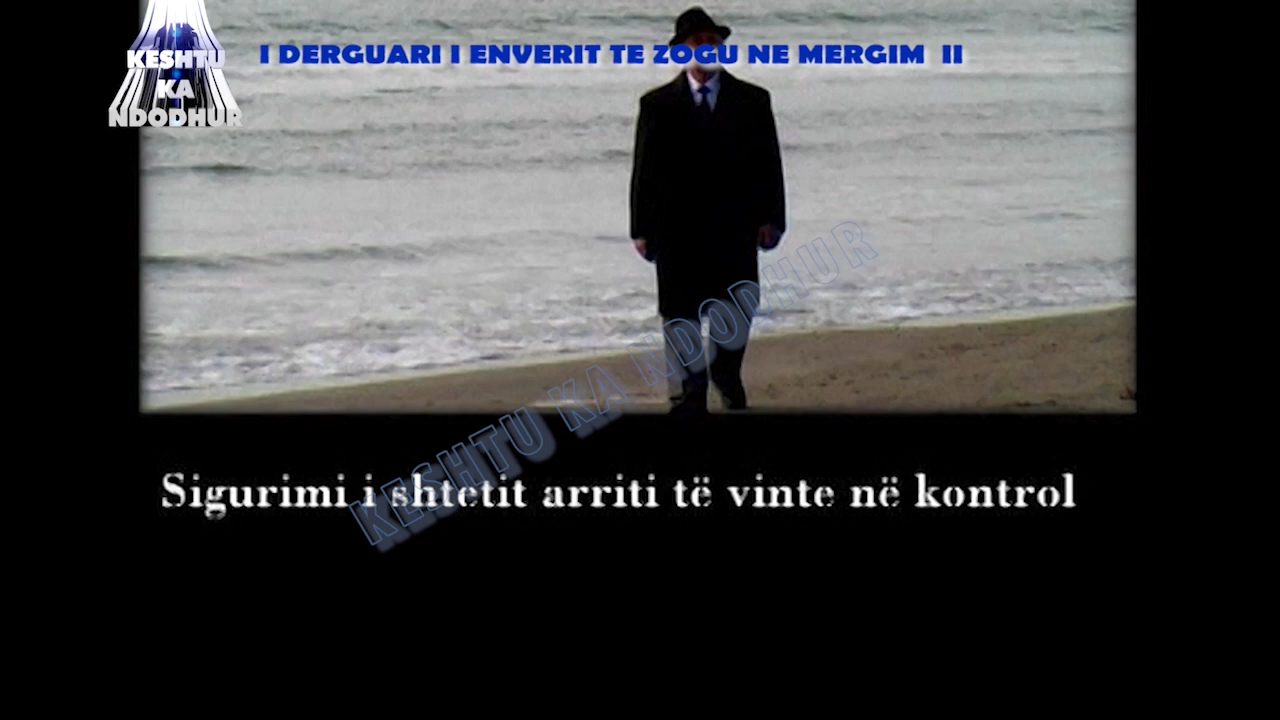 KESHTU
KA
NDODHUR
I DERGUARI I ENVERIT TE ZOGU NE MERGIM II
KESHTU KA NDODHUR
Sigurimi i shtetit arriti të vinte në kontrol